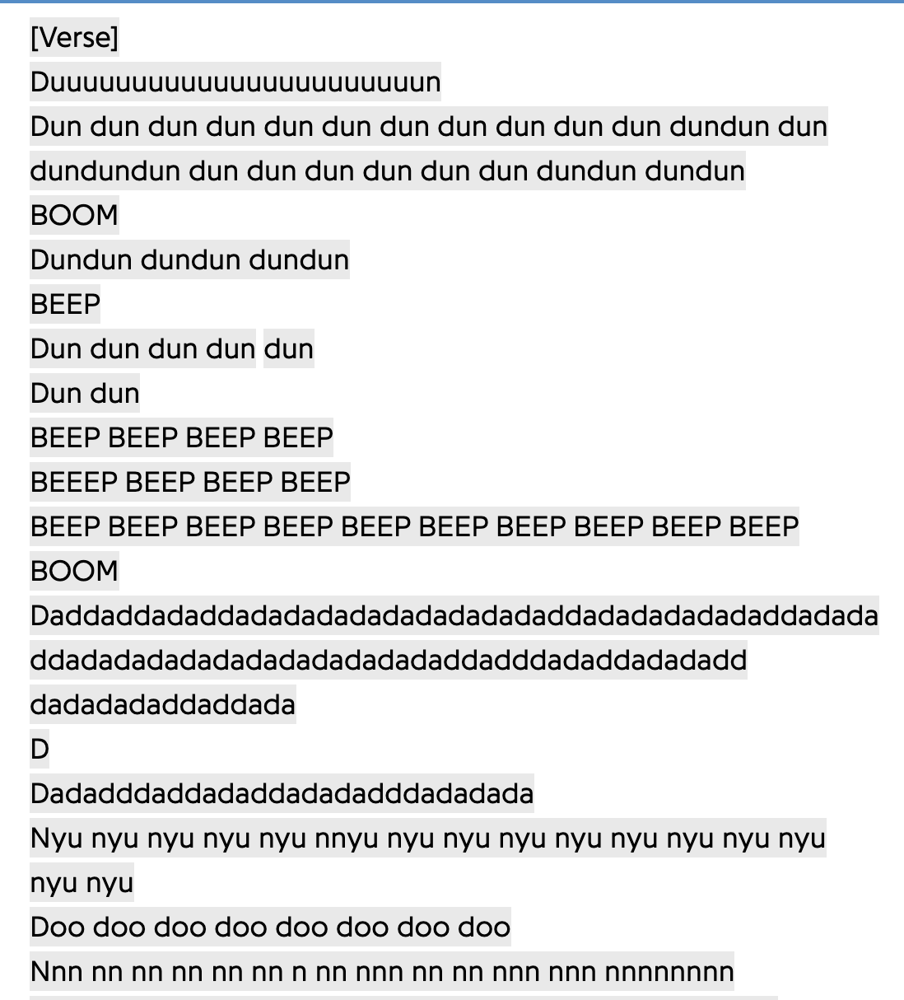 [Verse]
Duuuuuuuuuuuuuuuuuuuuuuun
Dun dun dun dun dun dun dun dun dun dun dun dundun dun
dundundun dun dun dun dun dun dun dundun dundun
BOOM
Dundun dundun dundun
BEEP
Dun dun dun dun dun
Dun dun
BEEP BEEP BEEP BEEP
BEEEP BEEP BEEP BEEP
BEEP BEEP BEEP BEEP BEEP BEEP BEEP BEEP BEEP BEEP
BOOM
Daddaddadaddadadadadadadadadadaddadadadadadaddadada
ddadadadadadadadadadadadaddadddadaddadadadd
dadadadaddaddada
D
Dadadddaddadaddadadadddadadada
Nyu nyu nyu nyu nyu nnyu nyu nyu nyu nyu nyu nyu nyu nyu
nyu nyu
Doo doo doo doo doo doo doo doo
Nnn nn nn nn nn nn n nn nnn nn nn nnn nnn nnnnnnnn